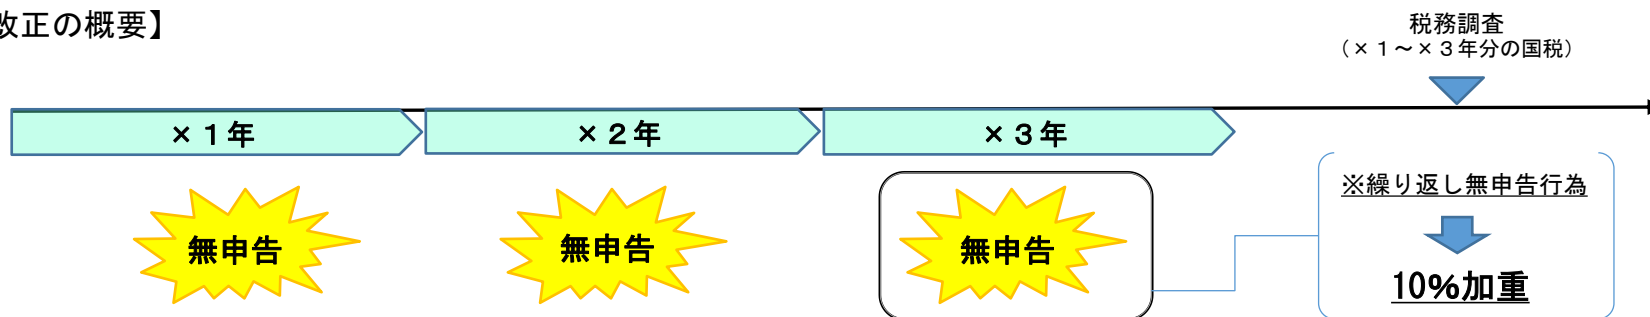 改正の概要】
税務調査
（×１～×３年分の国税）
×１年
×２年
×３年
無申告
無申告
無申告
※繰り返し無申告行為
10％加重